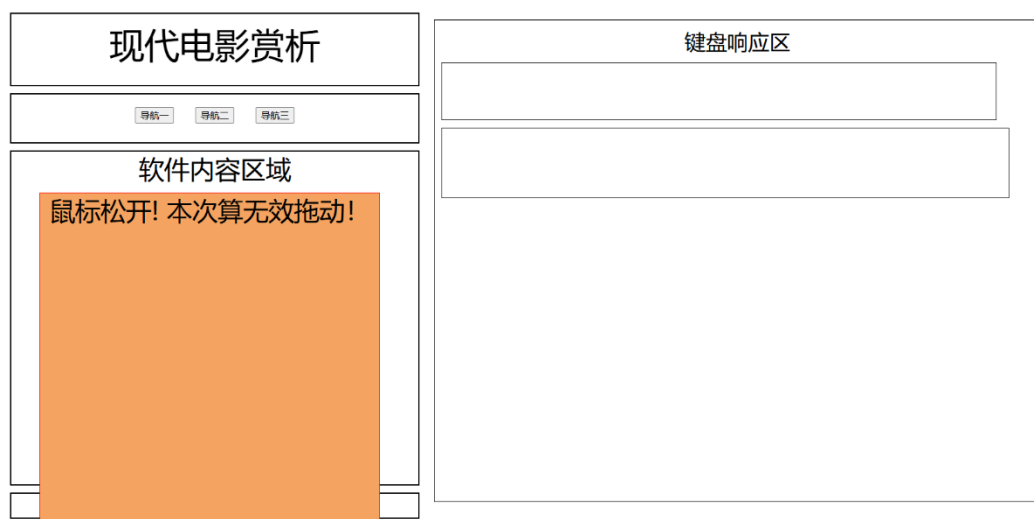 现代电影赏析
导航一 导航二 导航三
软件内容区域
鼠标松开! 本次算无效拖动!
键盘响应区